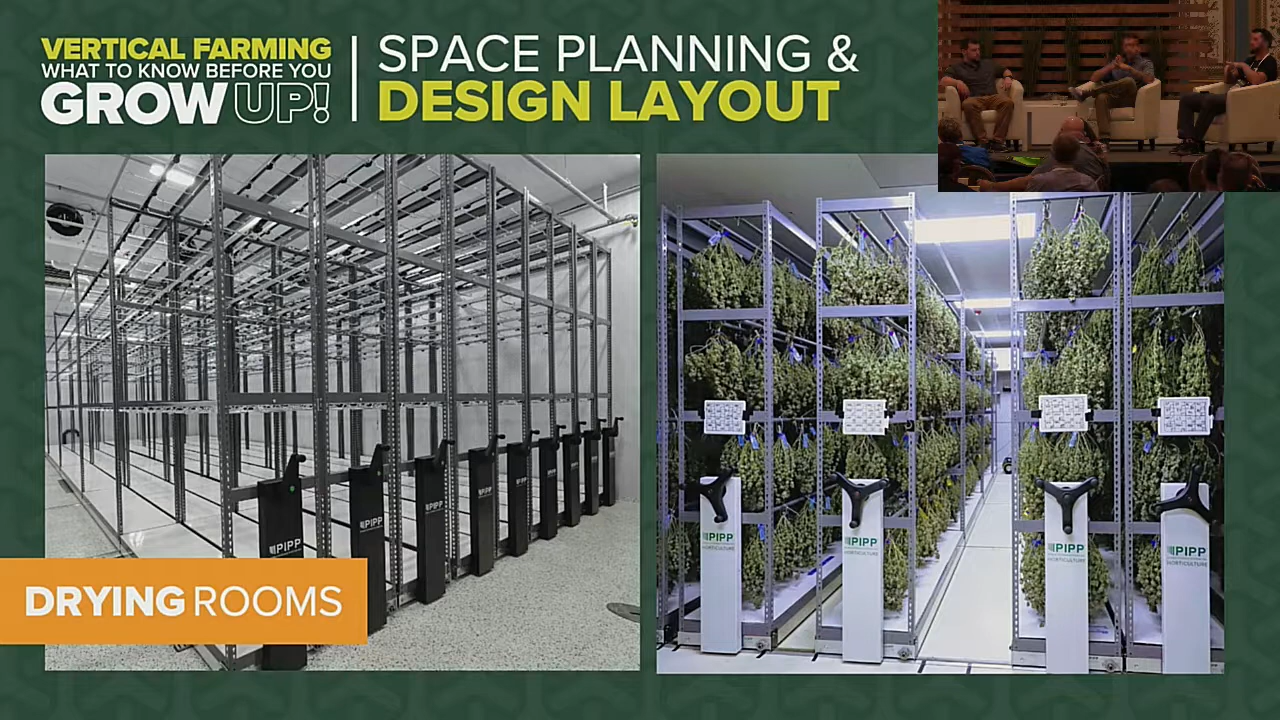 VERTICAL FARMING
WHAT TO KNOW BEFORE YOU
GROW UP!
SPACE PLANNING &
DESIGN LAYOUT
PIPP
PIPP
PIPP
PIPP
PIPP
HORTICULTURE
PIPP
HORTICULTURE
PIPP
HORTICULTURE
PIPP
HORTICULTURE
DRYING ROOMS